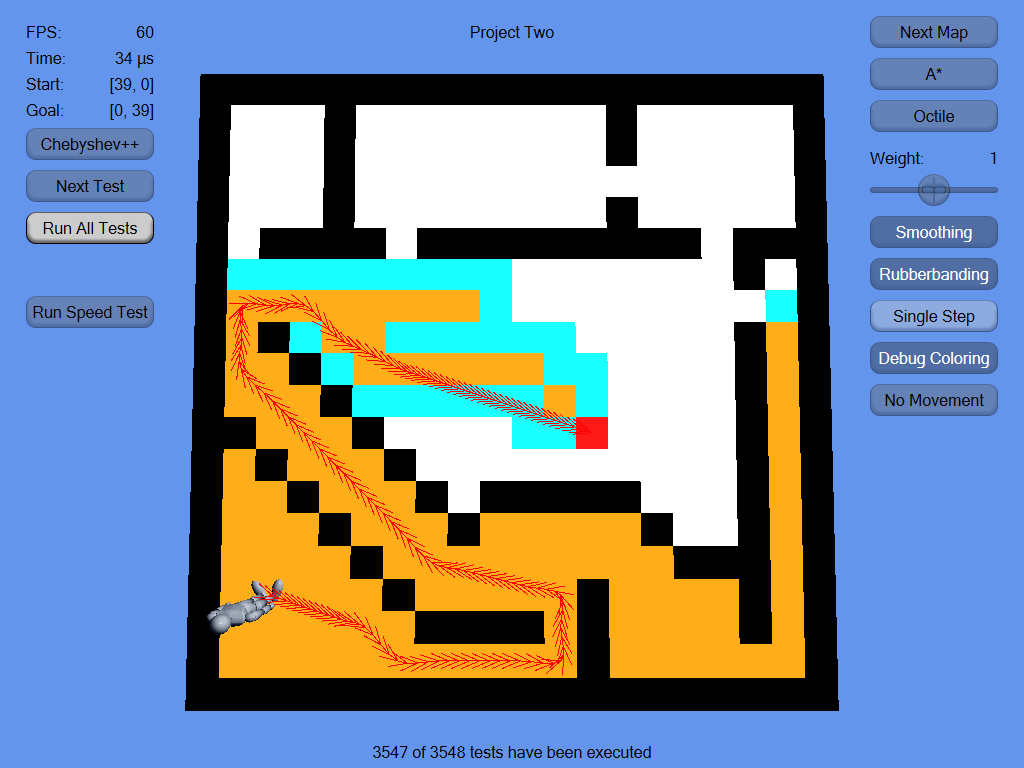 Project Two
FPS: 60
Time: 34 µs
Start: [39, 0]
Goal: [0, 39]
Chebyshev++
Next Test
Run All Tests
Run Speed Test
Next Map
A*
Octile
Weight: 1
Smoothing
Rubberbanding
Single Step
Debug Coloring
No Movement
3547 of 3548 tests have been executed